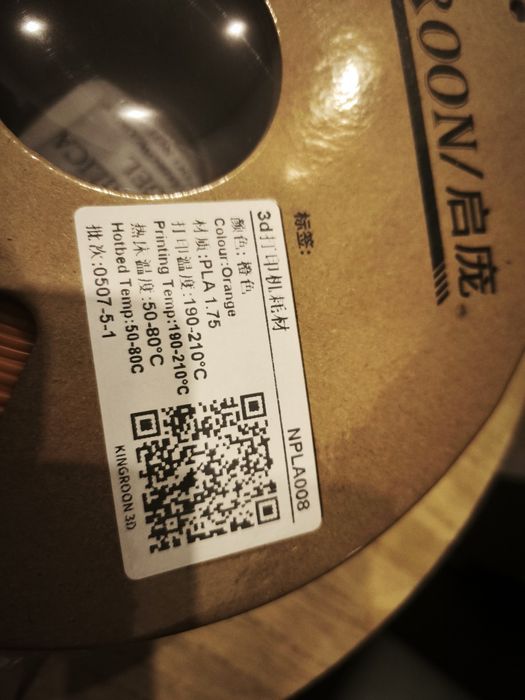 ROON/启庞
标签:
3d打印机耗材
NPLA008
颜色:橙色
Colour:Orange
材质:PLA 1.75
打印温度:190-210°C
Printing Temp:190-210°C
热床温度:50-80°C
Hotbed Temp:50-80C
批次:0507-5-1
KINGROON 3D